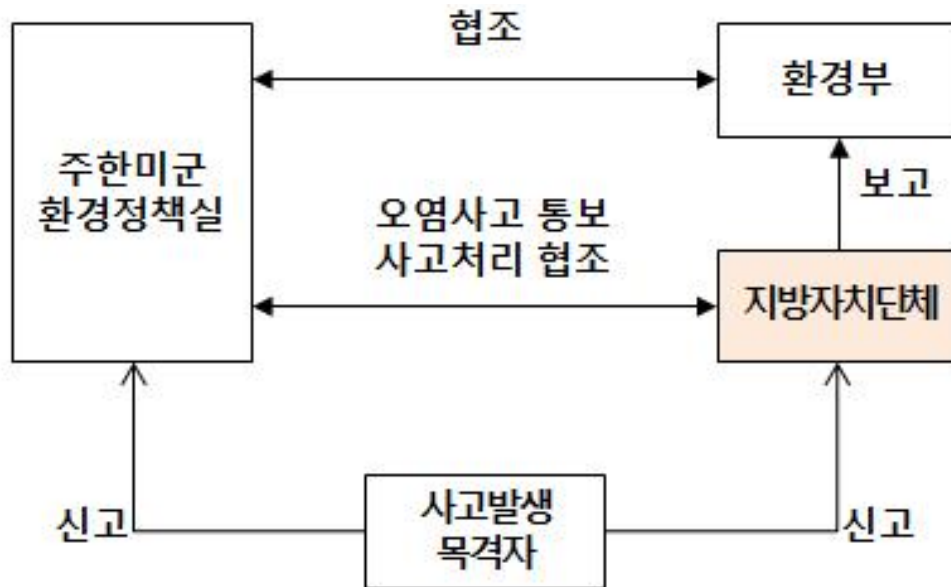 협조
환경부
주한미군
환경정책실
보고
오염사고 통보
사고처리 협조
지방자치단체
신고
사고발생
목격자
신고